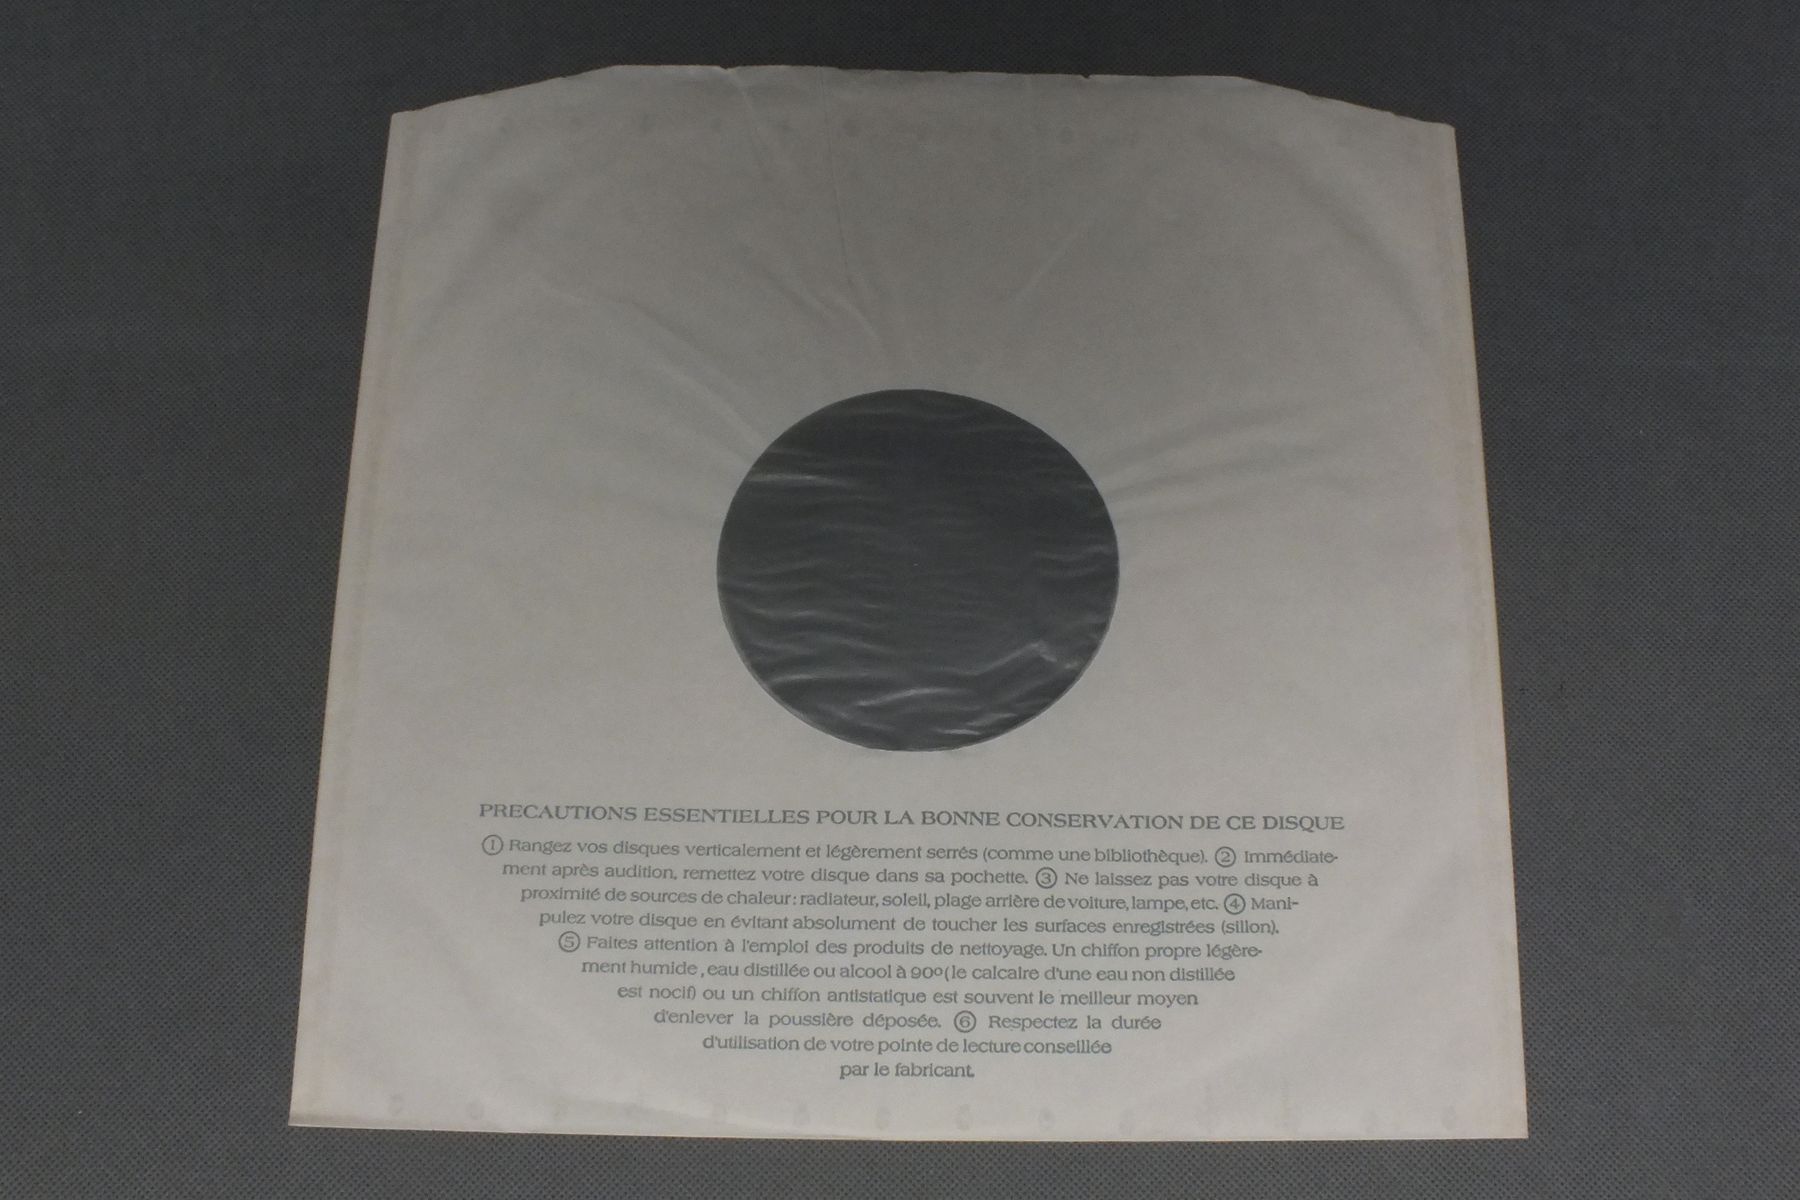 PRECAUTIONS ESSENTIELLES POUR LA BONNE CONSERVATION DE CE DISQUE
① Rangez vos disques verticalement et légèrement serrés (comme une bibliothèque). ② Immédiate-
ment après audition, remettez votre disque dans sa pochette. ③ Ne laissez pas votre disque à
proximité de sources de chaleur: radiateur, soleil, plage arrière de voiture, lampe, etc. ④ Mani-
pulez votre disque en évitant absolument de toucher les surfaces enregistrées (sillon).
⑤ Faites attention à l'emploi des produits de nettoyage. Un chiffon propre légère-
ment humide, eau distillée ou alcool à 90º (le calcaire d'une eau non distillée
est nocif) ou un chiffon antistatique est souvent le meilleur moyen
d'enlever la poussière déposée. ⑥ Respectez la durée
d'utilisation de votre pointe de lecture conseillée
par le fabricant.